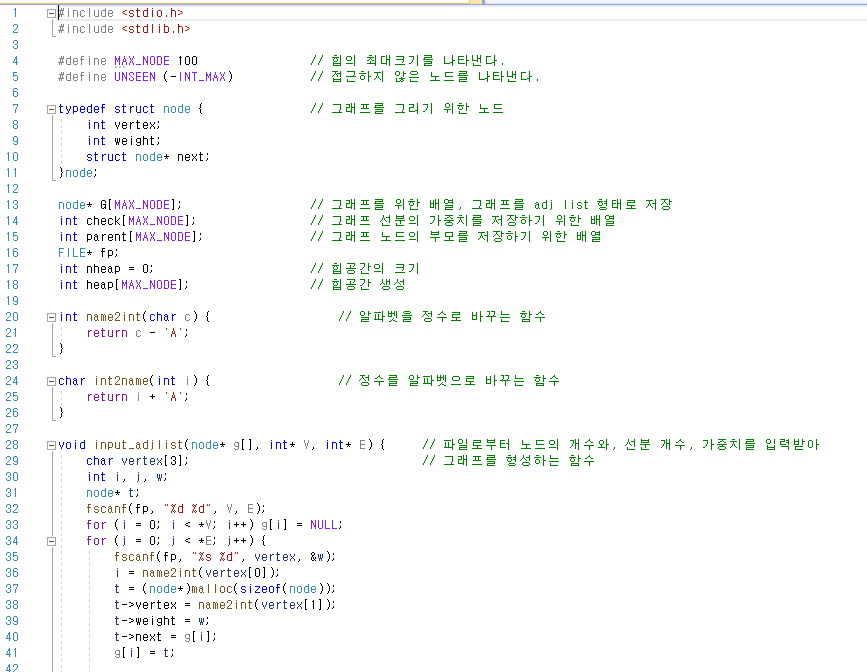 1 #include <stdio.h>
2 #include <stdlib.h>
3
4 #define MAX_NODE 100 // 힙의 최대크기를 나타낸다.
5 #define UNSEEN (-INT_MAX) // 접근하지 않은 노드를 나타낸다.
6
7 typedef struct node { // 그래프를 그리기 위한 노드
8 int vertex;
9 int weight;
10 struct node* next;
11 }node;
12
13 node* G[MAX_NODE]; // 그래프를 위한 배열, 그래프를 adj list 형태로 저장
14 int check[MAX_NODE]; // 그래프 선분의 가중치를 저장하기 위한 배열
15 int parent[MAX_NODE]; // 그래프 노드의 부모를 저장하기 위한 배열
16 FILE* fp;
17 int nheap = 0; // 힙공간의 크기
18 int heap[MAX_NODE]; // 힙공간 생성
19
20 int name2int(char c) { // 알파벳을 정수로 바꾸는 함수
21 return c - 'A';
22 }
23
24 char int2name(int i) { // 정수를 알파벳으로 바꾸는 함수
25 return i + 'A';
26 }
27
28 void input_adjlist(node* g[], int* V, int* E) { // 파일로부터 노드의 개수와, 선분 개수, 가중치를 입력받아
29 char vertex[3]; // 그래프를 형성하는 함수
30 int i, j, w;
31 node* t;
32 fscanf(fp, "%d %d", V, E);
33 for (i = 0; i < *V; i++) g[i] = NULL;
34 for (j = 0; j < *E; j++) {
35 fscanf(fp, "%s %d", vertex, &w);
36 i = name2int(vertex[0]);
37 t = (node*)malloc(sizeof(node));
38 t->vertex = name2int(vertex[1]);
39 t->weight = w;
40 t->next = g[i];
41 g[i] = t;
42